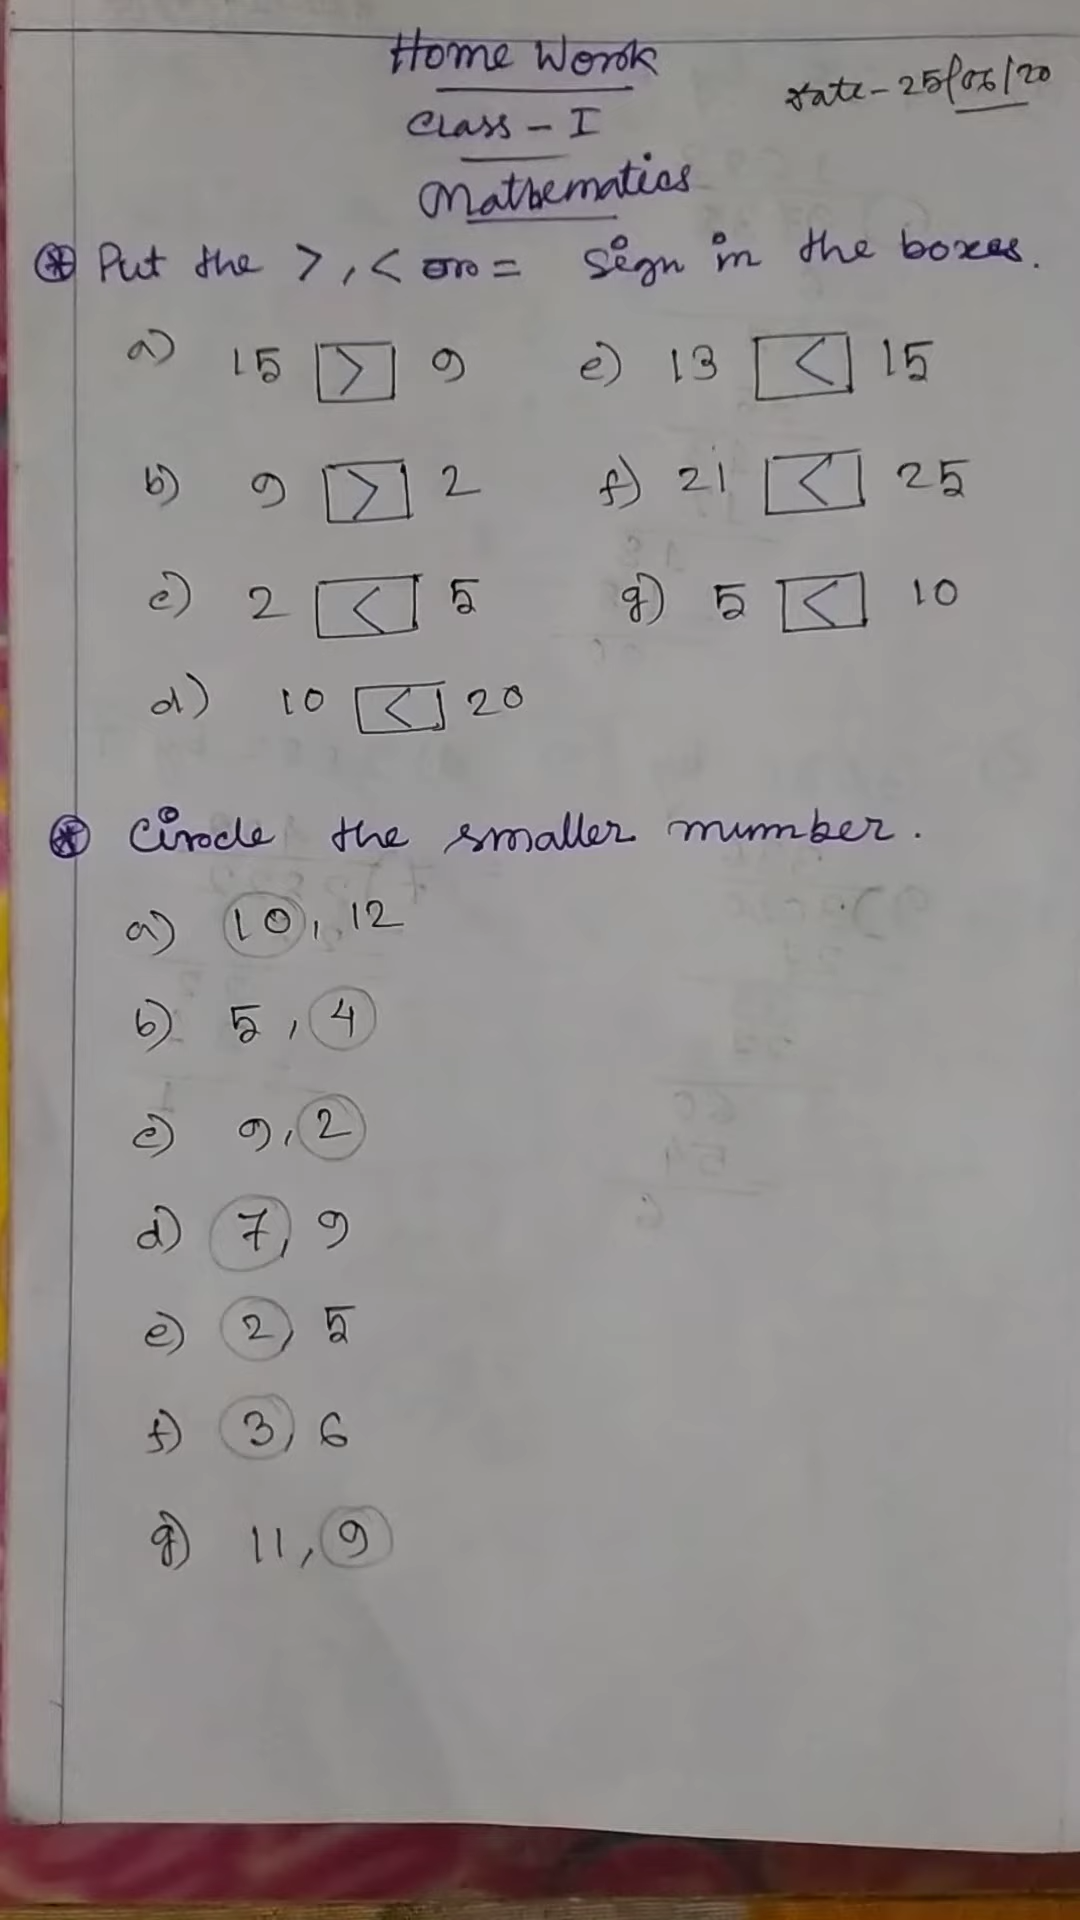 Home Work
Date - 25/06/20
Class - I
Mathematics
Put the >, < or = sign in the boxes.
a) 15 > 9 e) 13 < 15
b) 9 > 2 f) 21 < 25
c) 2 < 5 g) 5 < 10
d) 10 < 20
Circle the smaller number.
a) 10, 12
b) 5, 4
c) 9, 2
d) 7, 9
e) 2, 5
f) 3, 6
g) 11, 9